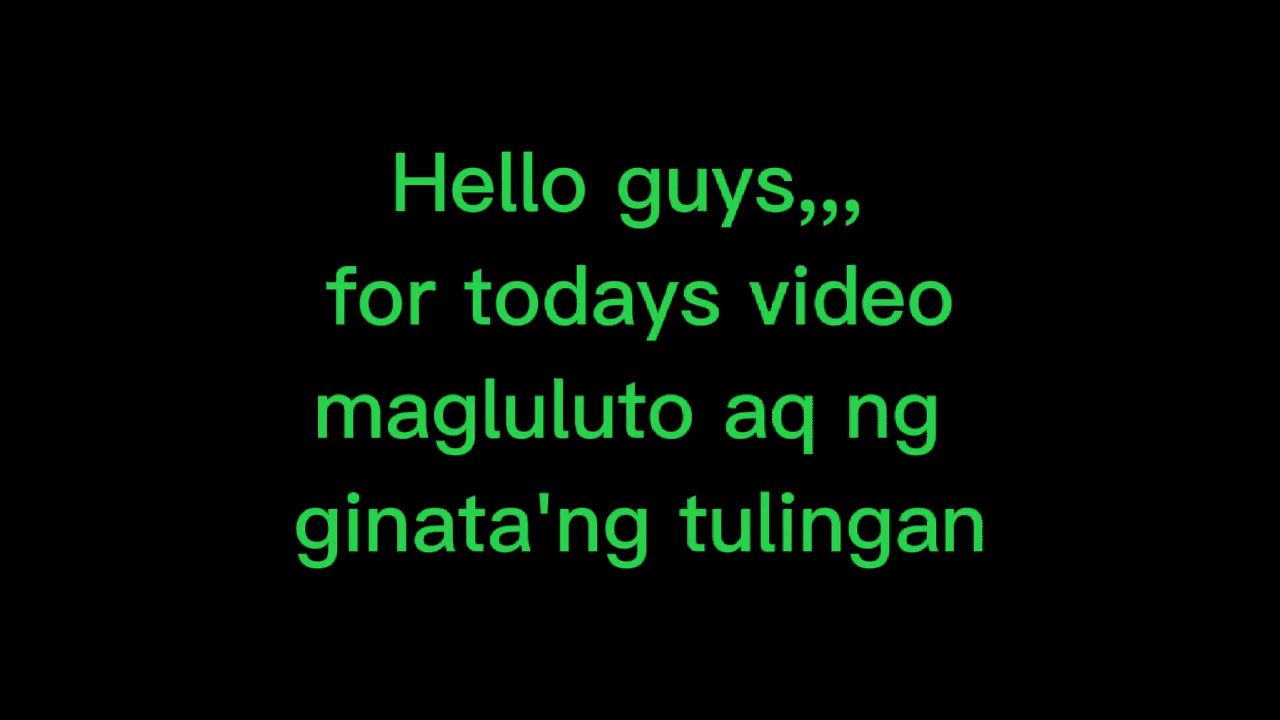 Hello guys,,,
for todays video
magluluto aq ng
ginata'ng tulingan